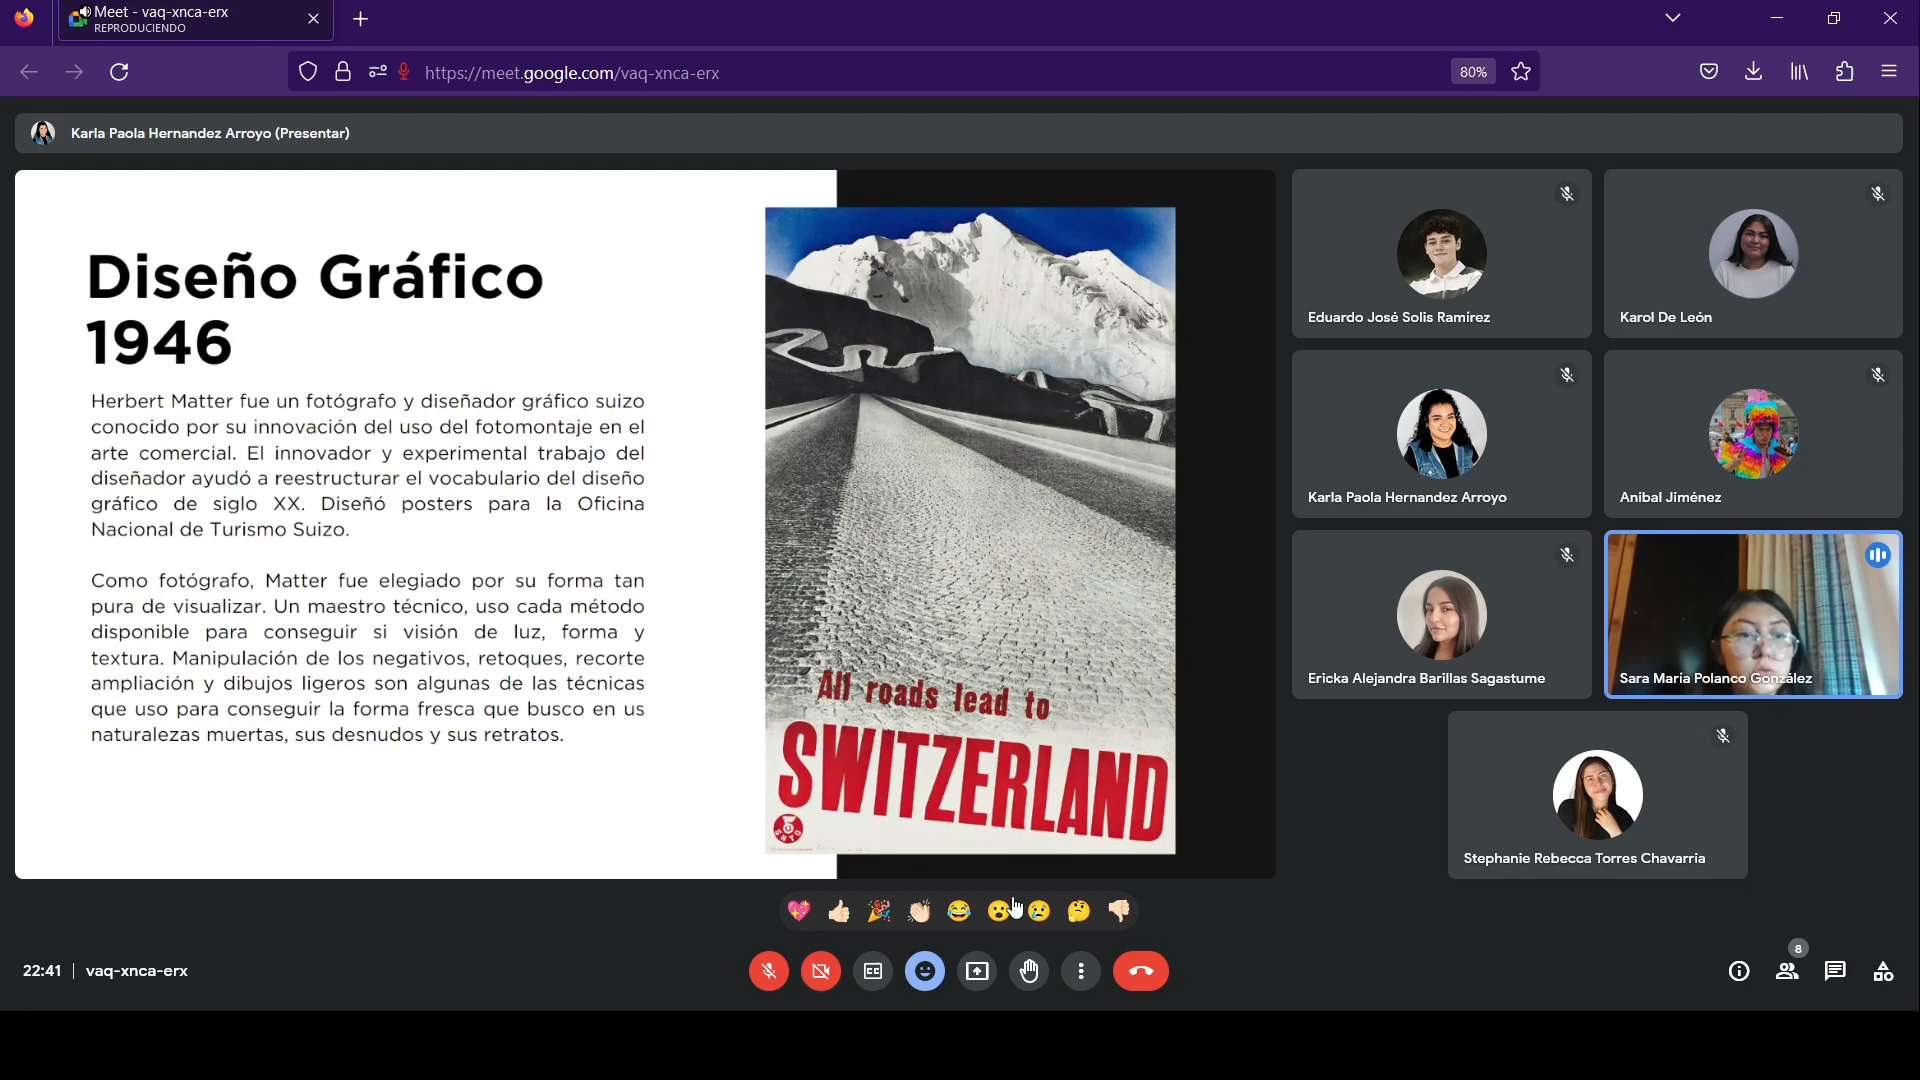 Meet - vaq-xnca-erx
REPRODUCIENDO
https://meet.google.com/vaq-xnca-erx
80%
Karla Paola Hernandez Arroyo (Presentar)
Diseño Gráfico
1946
Herbert Matter fue un fotógrafo y diseñador gráfico suizo
conocido por su innovación del uso del fotomontaje en el
arte comercial. El innovador y experimental trabajo del
diseñador ayudó a reestructurar el vocabulario del diseño
gráfico de siglo XX. Diseñó posters para la Oficina
Nacional de Turismo Suizo.
Como fotógrafo, Matter fue elegiado por su forma tan
pura de visualizar. Un maestro técnico, uso cada método
disponible para conseguir si visión de luz, forma y
textura. Manipulación de los negativos, retoques, recorte
ampliación y dibujos ligeros son algunas de las técnicas
que uso para conseguir la forma fresca que busco en us
naturalezas muertas, sus desnudos y sus retratos.
All roads lead to
SWITZERLAND
SNTO
Eduardo José Solis Ramírez
Karol De León
Karla Paola Hernandez Arroyo
Anibal Jiménez
Ericka Alejandra Barillas Sagastume
Sara María Polanco González
Stephanie Rebecca Torres Chavarria
22:41
vaq-xnca-erx
8